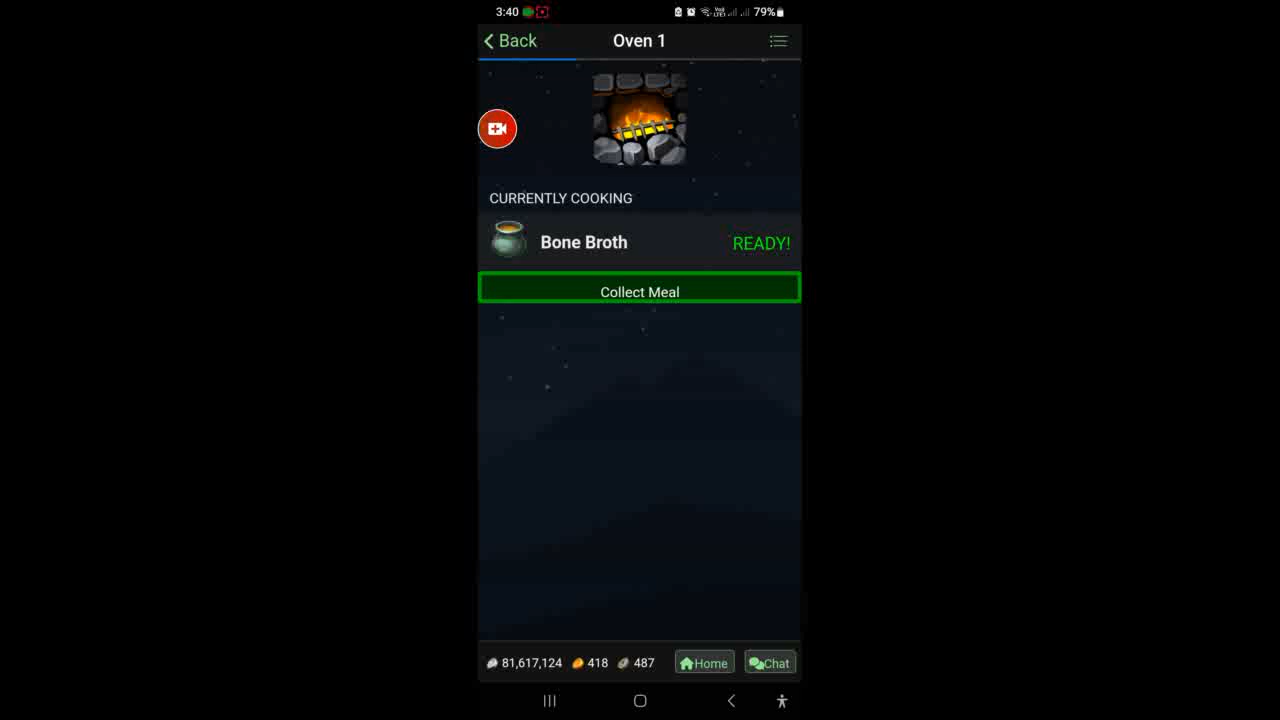 3:40 79%
Back Oven 1
CURRENTLY COOKING
Bone Broth READY!
Collect Meal
81,617,124 418 487 Home Chat